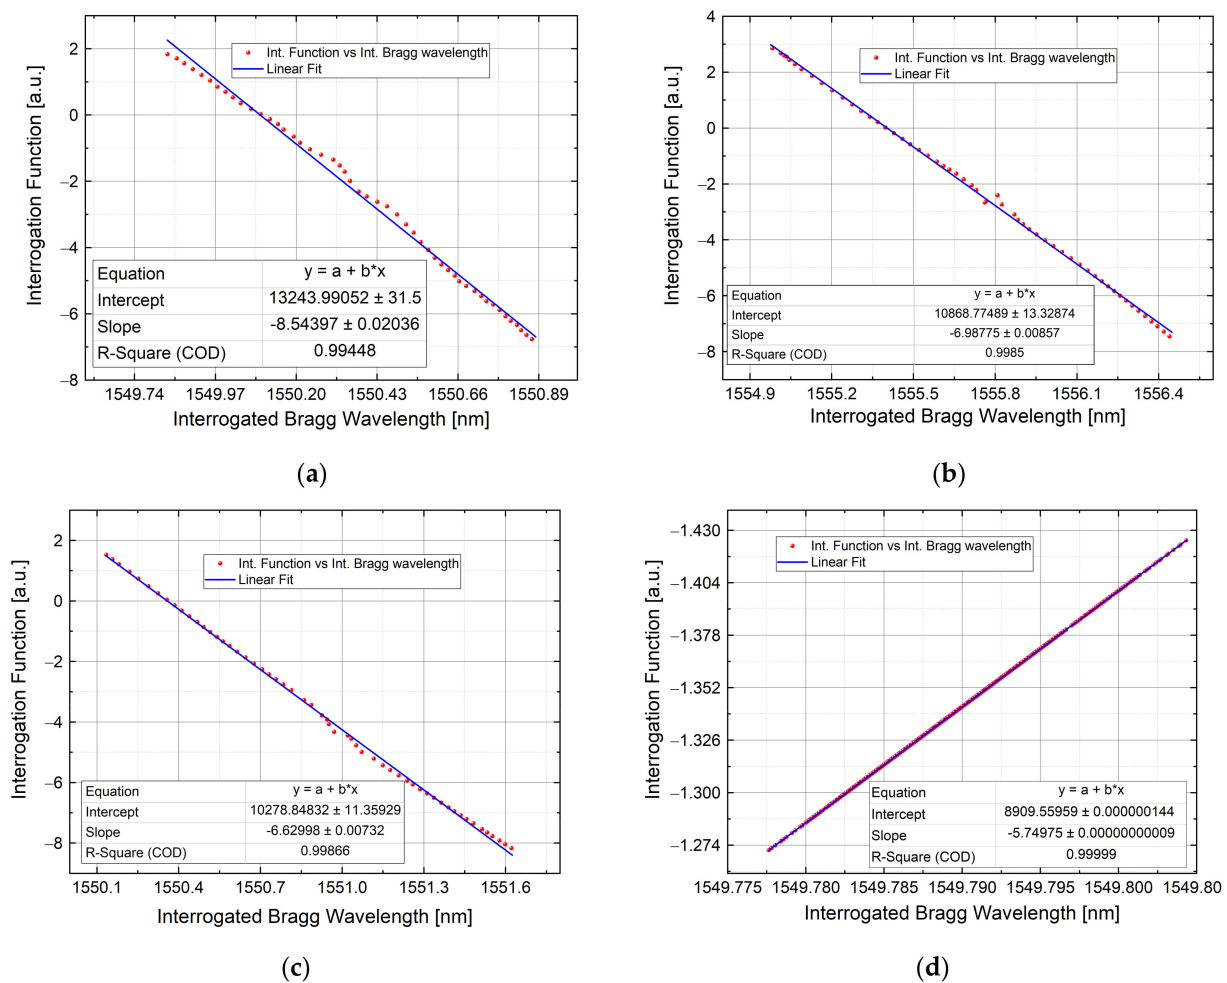 Int. Function vs Int. Bragg wavelength
Linear Fit
Interrogation Function [a.u.]
2
0
−2
−4
−6
−8
Equation y = a + b*x
Intercept 13243.99052 ± 31.5
Slope -8.54397 ± 0.02036
R-Square (COD) 0.99448
1549.74 1549.97 1550.20 1550.43 1550.66 1550.89
Interrogated Bragg Wavelength [nm]
(a)
Int. Function vs Int. Bragg wavelength
Linear Fit
Interrogation Function [a.u.]
4
2
0
−2
−4
−6
−8
Equation y = a + b*x
Intercept 10868.77489 ± 13.32874
Slope -6.98775 ± 0.00857
R-Square (COD) 0.9985
1554.9 1555.2 1555.5 1555.8 1556.1 1556.4
Interrogated Bragg Wavelength [nm]
(b)
Int. Function vs Int. Bragg wavelength
Linear Fit
Interrogation Function [a.u.]
2
0
−2
−4
−6
−8
Equation y = a + b*x
Intercept 10278.84832 ± 11.35929
Slope -6.62998 ± 0.00732
R-Square (COD) 0.99866
1550.1 1550.4 1550.7 1551.0 1551.3 1551.6
Interrogated Bragg Wavelength [nm]
(c)
Int. Function vs Int. Bragg wavelength
Linear Fit
Interrogation Function [a.u.]
−1.430
−1.404
−1.378
−1.352
−1.326
−1.300
−1.274
Equation y = a + b*x
Intercept 8909.55959 ± 0.000000144
Slope -5.74975 ± 0.00000000009
R-Square (COD) 0.99999
1549.775 1549.780 1549.785 1549.790 1549.795 1549.800 1549.80
Interrogated Bragg Wavelength [nm]
(d)